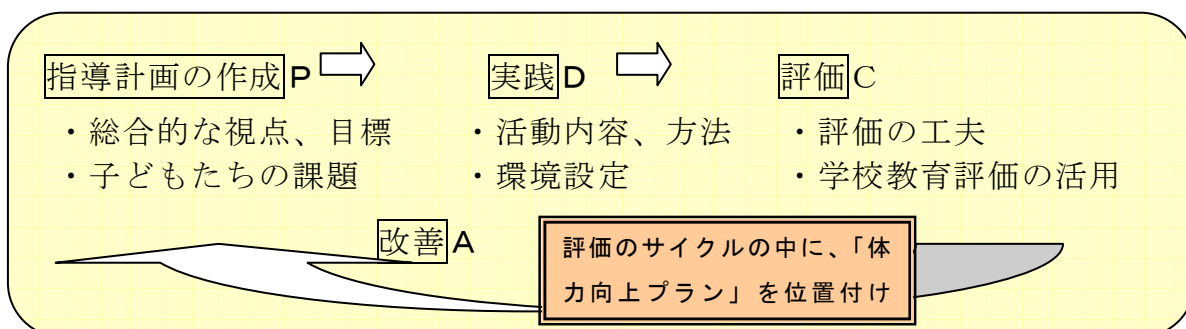 指導計画の作成P 実践D 評価C
・総合的な視点、目標 ・活動内容、方法 ・評価の工夫
・子どもたちの課題 ・環境設定 ・学校教育評価の活用
改善A
評価のサイクルの中に、「体
力向上プラン」を位置付け